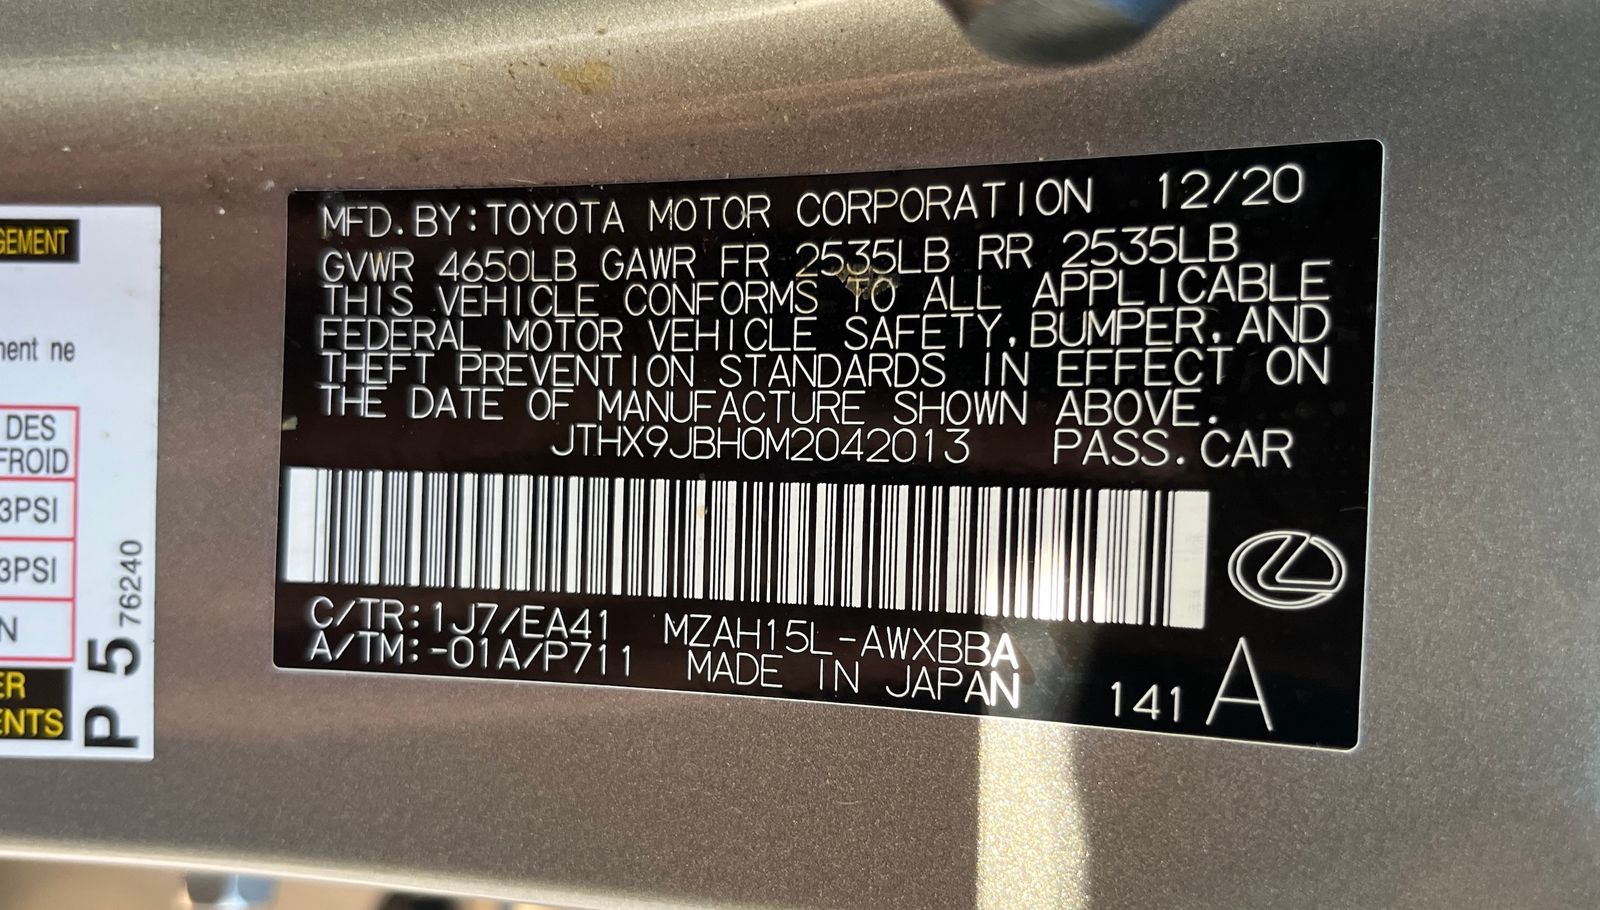 GEMENT
nent ne
DES
FROID
3PSI
3PSI
N
ER
ENTS
P 5 76240
MFD.BY:TOYOTA MOTOR CORPORATION 12/20
GVWR 4650LB GAWR FR 2535LB RR 2535LB
THIS VEHICLE CONFORMS TO ALL APPLICABLE
FEDERAL MOTOR VEHICLE SAFETY,BUMPER,AND
THEFT PREVENTION STANDARDS IN EFFECT ON
THE DATE OF MANUFACTURE SHOWN ABOVE.
JTHX9JBH0M2042013 PASS.CAR
C/TR:1J7/EA41 MZAH15L-AWXBBA
A/TM:-01A/P711 MADE IN JAPAN
141 A